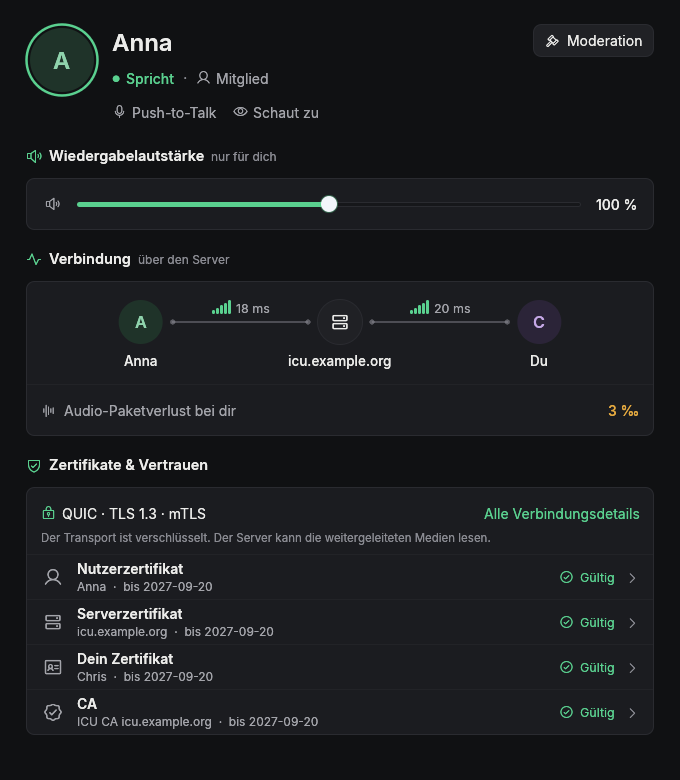 A
Anna
Moderation
Spricht · Mitglied
Push-to-Talk Schaut zu
Wiedergabelautstärke nur für dich
100 %
Verbindung über den Server
18 ms 20 ms
A C
Anna icu.example.org Du
Audio-Paketverlust bei dir 3 ‰
Zertifikate & Vertrauen
QUIC · TLS 1.3 · mTLS Alle Verbindungsdetails
Der Transport ist verschlüsselt. Der Server kann die weitergeleiteten Medien lesen.
Nutzerzertifikat
Anna · bis 2027-09-20
Gültig
Serverzertifikat
icu.example.org · bis 2027-09-20
Gültig
Dein Zertifikat
Chris · bis 2027-09-20
Gültig
CA
ICU CA icu.example.org · bis 2027-09-20
Gültig